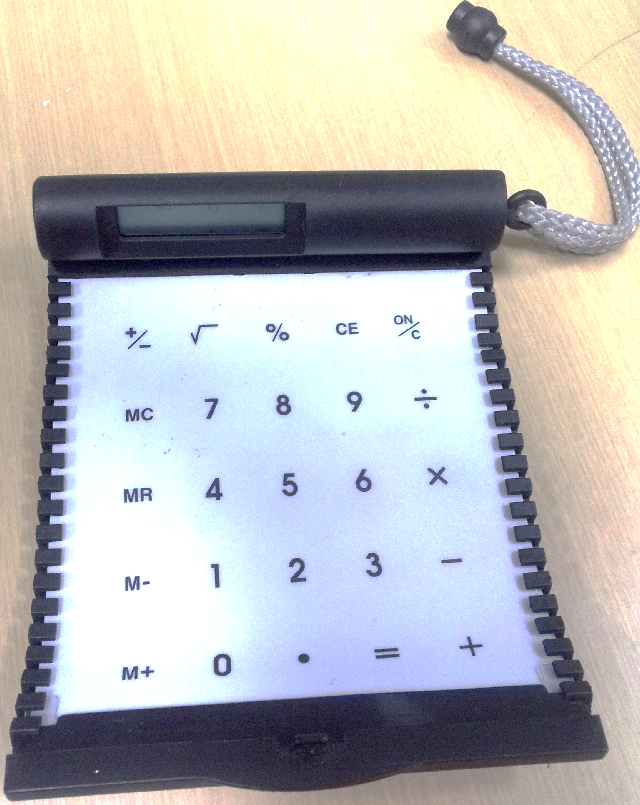 +/- √ % CE ON/C
MC 7 8 9 ÷
MR 4 5 6 ×
M- 1 2 3 −
M+ 0 • = +